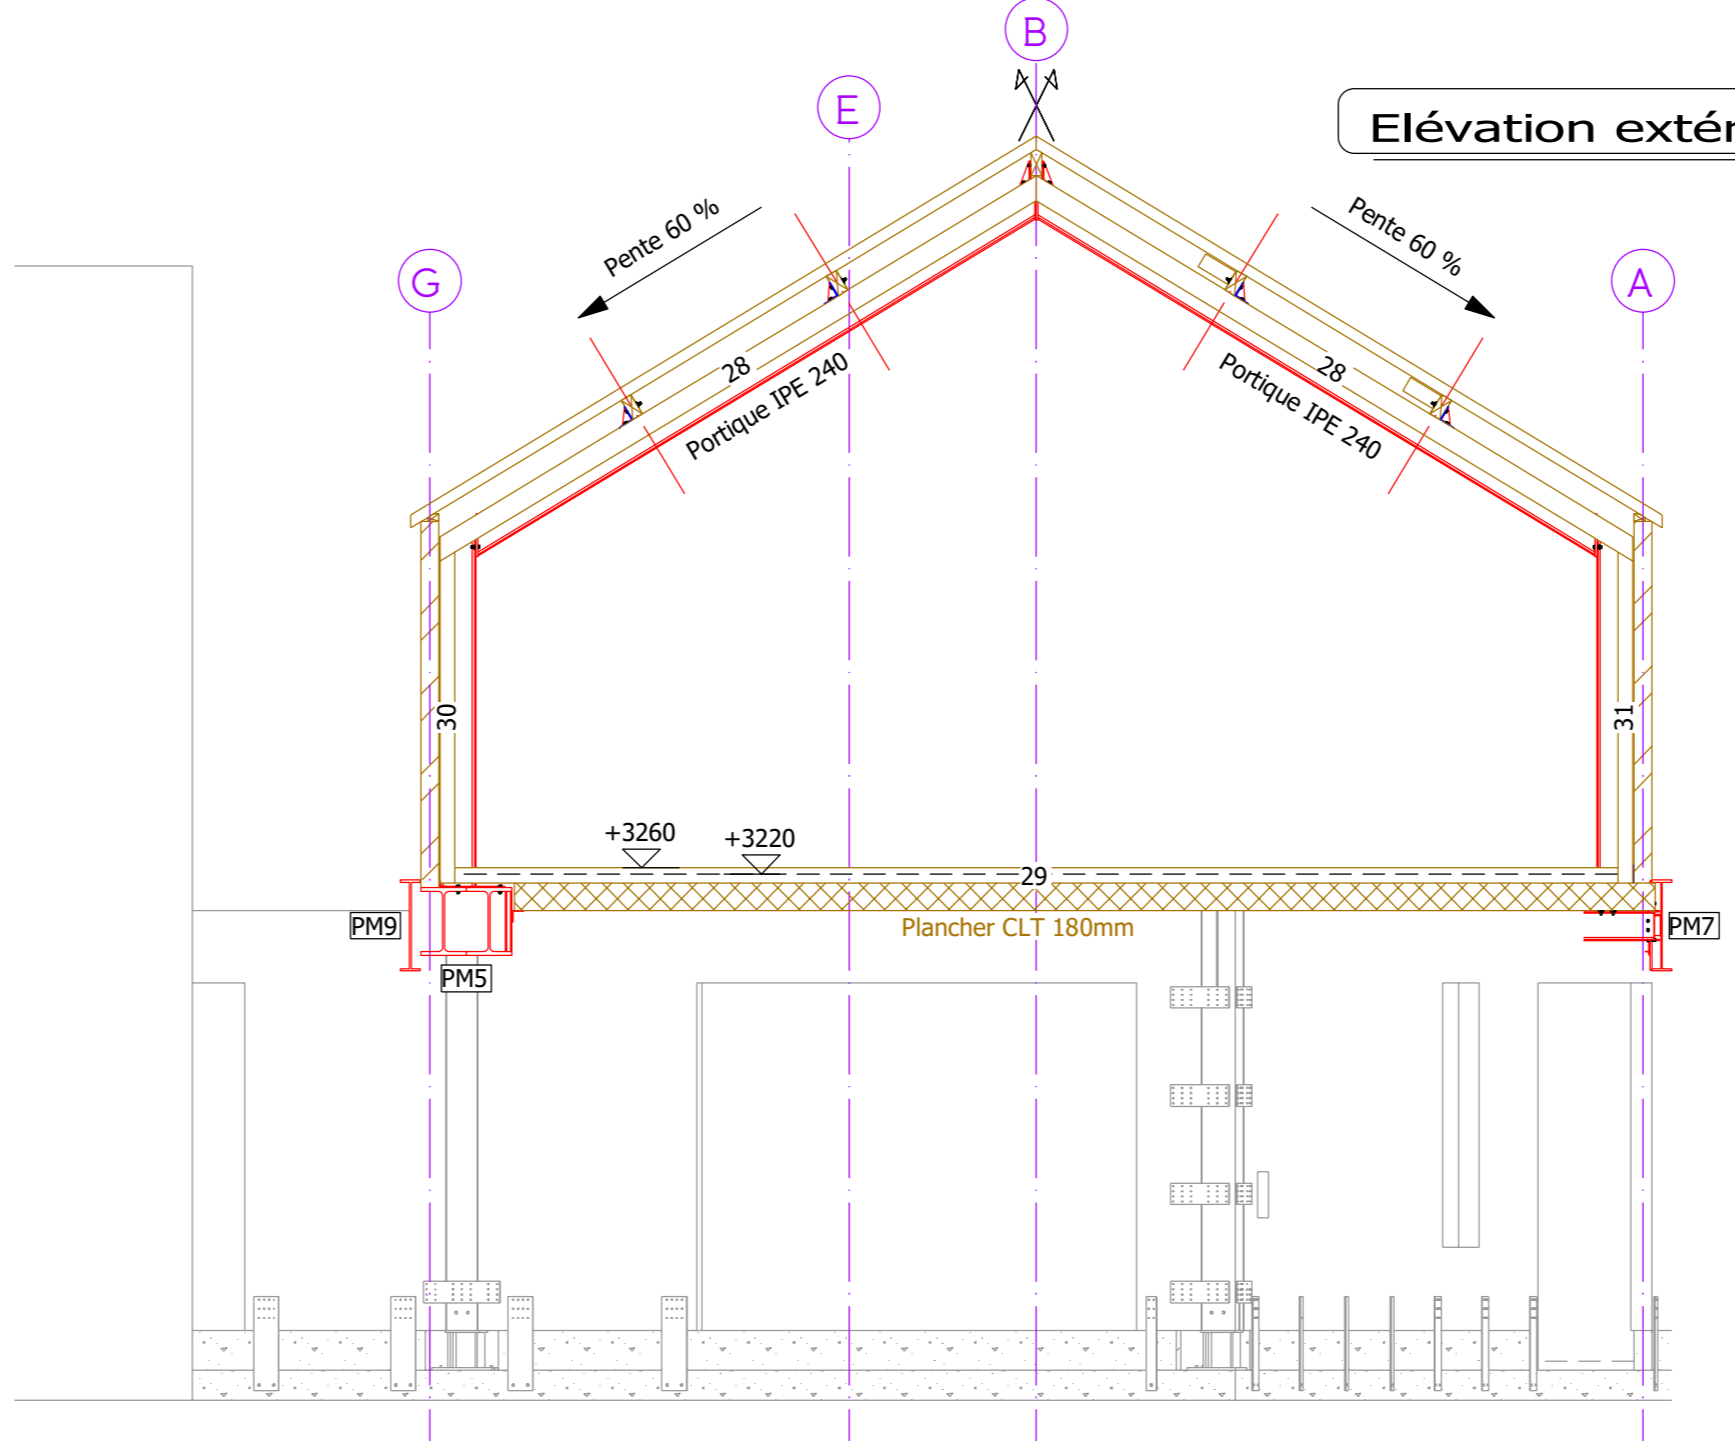 B
E
Elévation extér
G
Pente 60 %
Pente 60 %
A
28
Portique IPE 240
28
Portique IPE 240
30
31
+3260
+3220
29
PM9
Plancher CLT 180mm
PM7
PM5